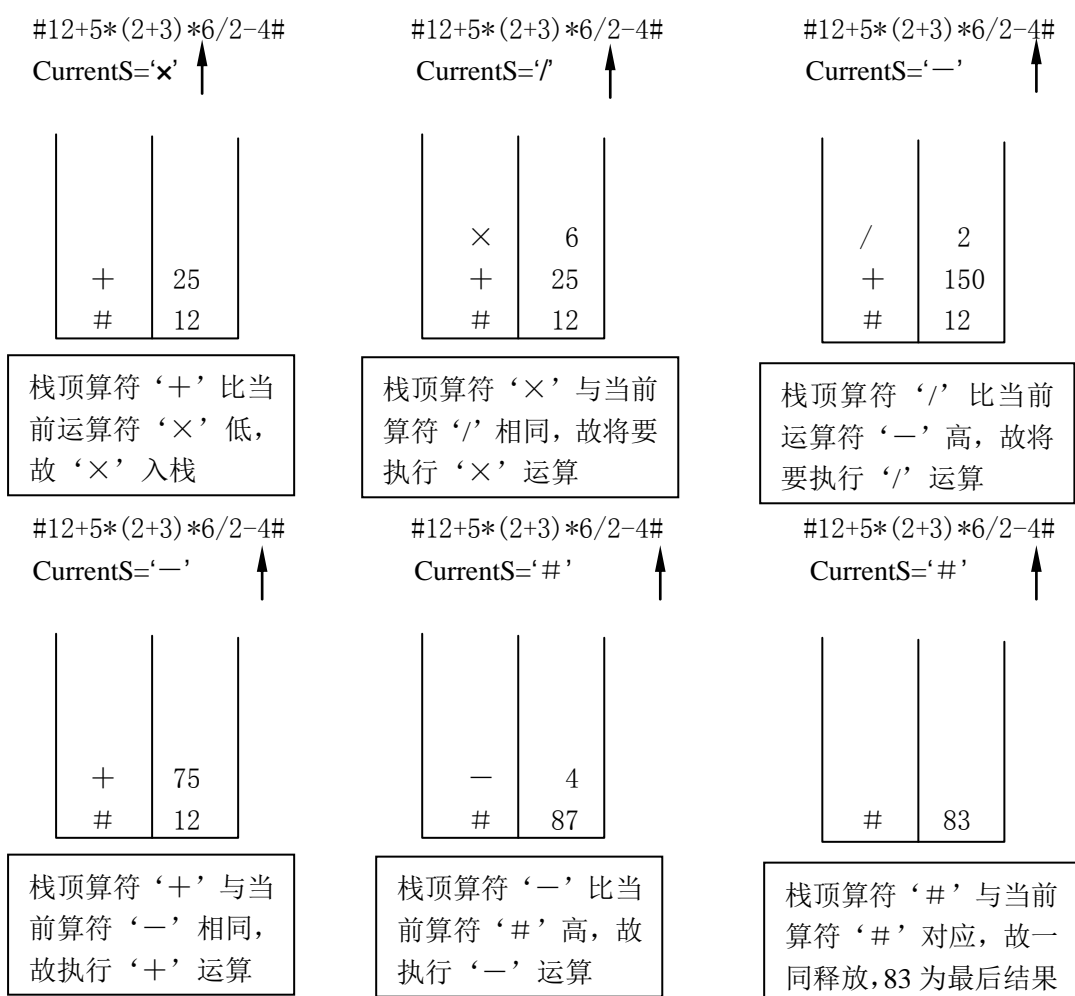 #12+5*(2+3)*6/2-4#
CurrentS=‘×’
＋ 25
＃ 12
栈顶算符‘＋’比当
前运算符‘×’低，
故‘×’入栈
#12+5*(2+3)*6/2-4#
CurrentS=‘/’
× 6
＋ 25
＃ 12
栈顶算符‘×’与当前
算符‘/’相同，故将要
执行‘×’运算
#12+5*(2+3)*6/2-4#
CurrentS=‘－’
/ 2
＋ 150
＃ 12
栈顶算符‘/’比当前
运算符‘－’高，故将
要执行‘/’运算
#12+5*(2+3)*6/2-4#
CurrentS=‘－’
＋ 75
＃ 12
栈顶算符‘＋’与当
前算符‘－’相同，
故执行‘＋’运算
#12+5*(2+3)*6/2-4#
CurrentS=‘＃’
－ 4
＃ 87
栈顶算符‘－’比当
前算符‘＃’高，故
执行‘－’运算
#12+5*(2+3)*6/2-4#
CurrentS=‘＃’
＃ 83
栈顶算符‘＃’与当前
算符‘＃’对应，故一
同释放，83 为最后结果